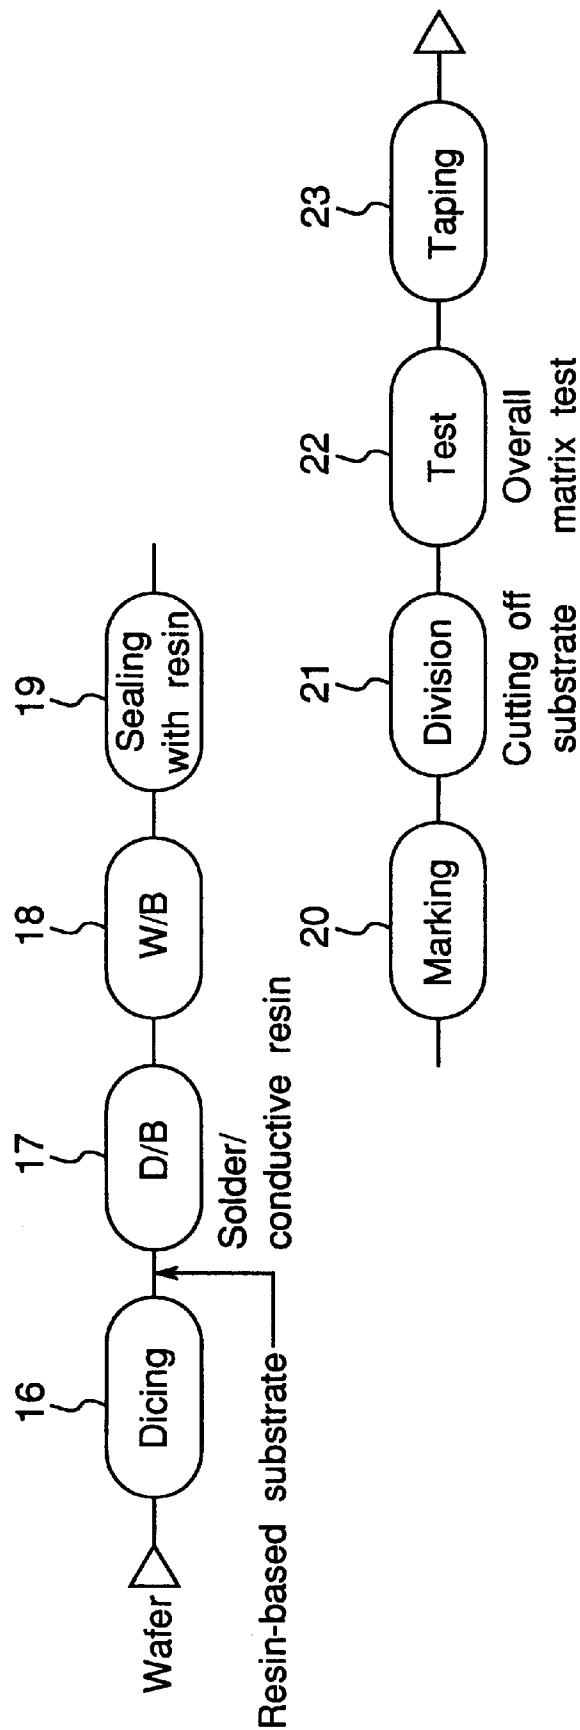 16
17
18
19
Wafer
Dicing
D/B
W/B
Sealing
with resin
Resin-based substrate
Solder/
conductive resin
20
21
22
23
Marking
Division
Test
Taping
Cutting off
substrate
Overall
matrix test